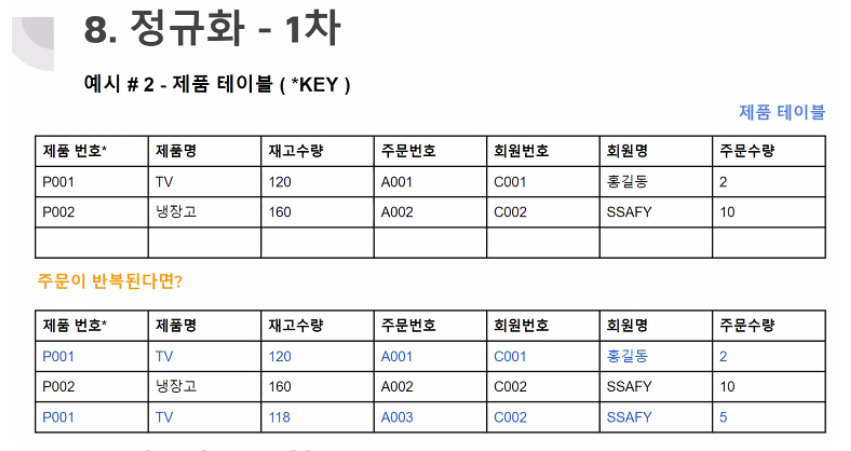 8. 정규화 - 1차
예시 # 2 - 제품 테이블 ( *KEY )
제품 테이블
제품 번호* 제품명 재고수량 주문번호 회원번호 회원명 주문수량
P001 TV 120 A001 C001 홍길동 2
P002 냉장고 160 A002 C002 SSAFY 10
주문이 반복된다면?
제품 번호* 제품명 재고수량 주문번호 회원번호 회원명 주문수량
P001 TV 120 A001 C001 홍길동 2
P002 냉장고 160 A002 C002 SSAFY 10
P001 TV 118 A003 C002 SSAFY 5